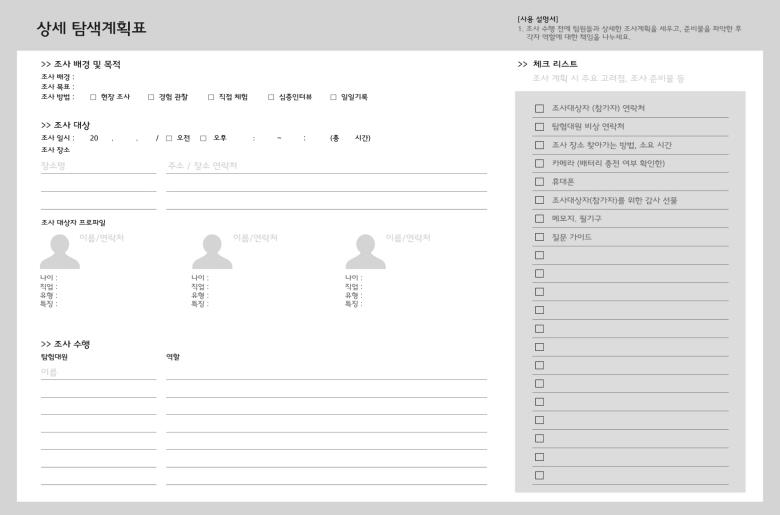 상세 탐색계획표
[사용 설명서]
1. 조사 수행 전에 팀원들과 상세한 조사계획을 세우고, 준비물을 파악한 후
각자 역할에 대한 책임을 나누세요.
>> 조사 배경 및 목적
조사 배경 :
조사 목표 :
조사 방법 : □ 현장 조사 □ 경험 관찰 □ 직접 체험 □ 심층인터뷰 □ 일일기록
>> 조사 대상
조사 일시 : 20 . . / □ 오전 □ 오후 : ~ : (총 시간)
조사 장소
장소명 주소 / 장소 연락처
조사 대상자 프로파일
이름/연락처 이름/연락처 이름/연락처
나이 : 나이 : 나이 :
직업 : 직업 : 직업 :
유형 : 유형 : 유형 :
특징 : 특징 : 특징 :
>> 조사 수행
탐험대원 역할
이름
>> 체크 리스트
조사 계획 시 주요 고려점, 조사 준비물 등
□ 조사대상자 (참가자) 연락처
□ 탐험대원 비상 연락처
□ 조사 장소 찾아가는 방법, 소요 시간
□ 카메라 (배터리 충전 여부 확인한)
□ 휴대폰
□ 조사대상자(참가자)를 위한 감사 선물
□ 메모지, 필기구
□ 질문 가이드